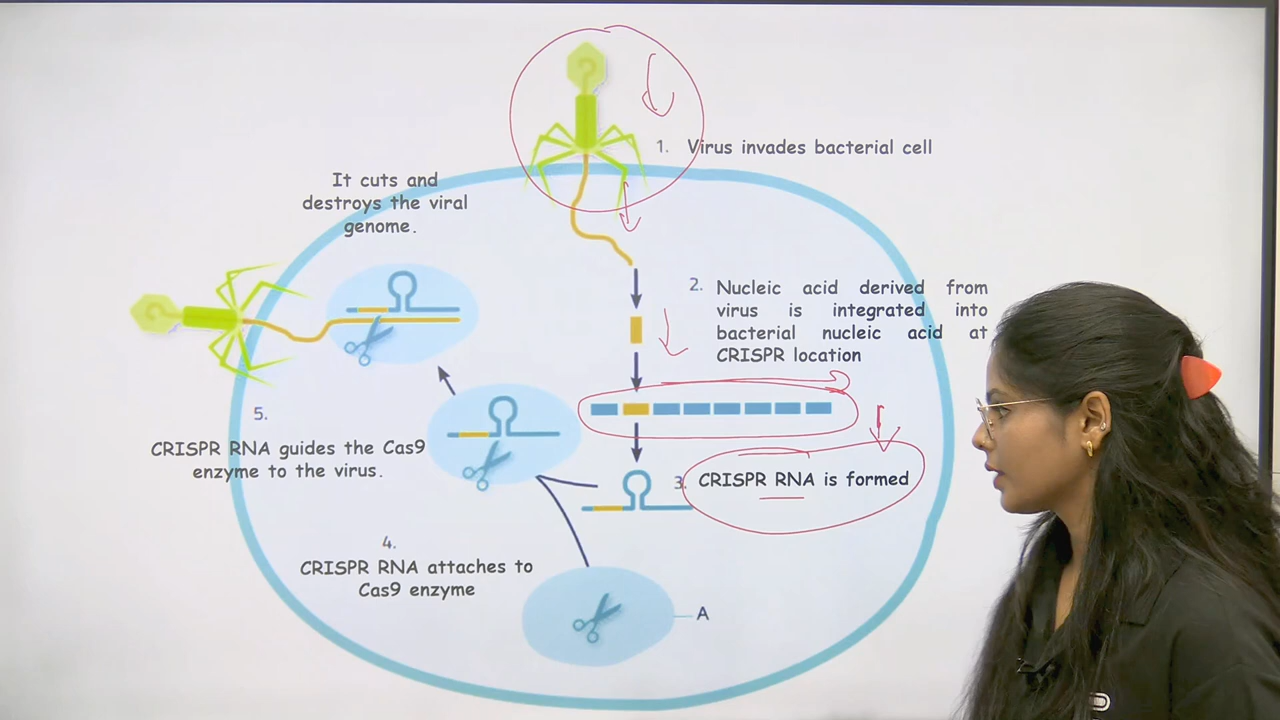 1. Virus invades bacterial cell
It cuts and
destroys the viral
genome.
2. Nucleic acid derived from
virus is integrated into
bacterial nucleic acid at
CRISPR location
3. CRISPR RNA is formed
5.
CRISPR RNA guides the Cas9
enzyme to the virus.
4.
CRISPR RNA attaches to
Cas9 enzyme
A